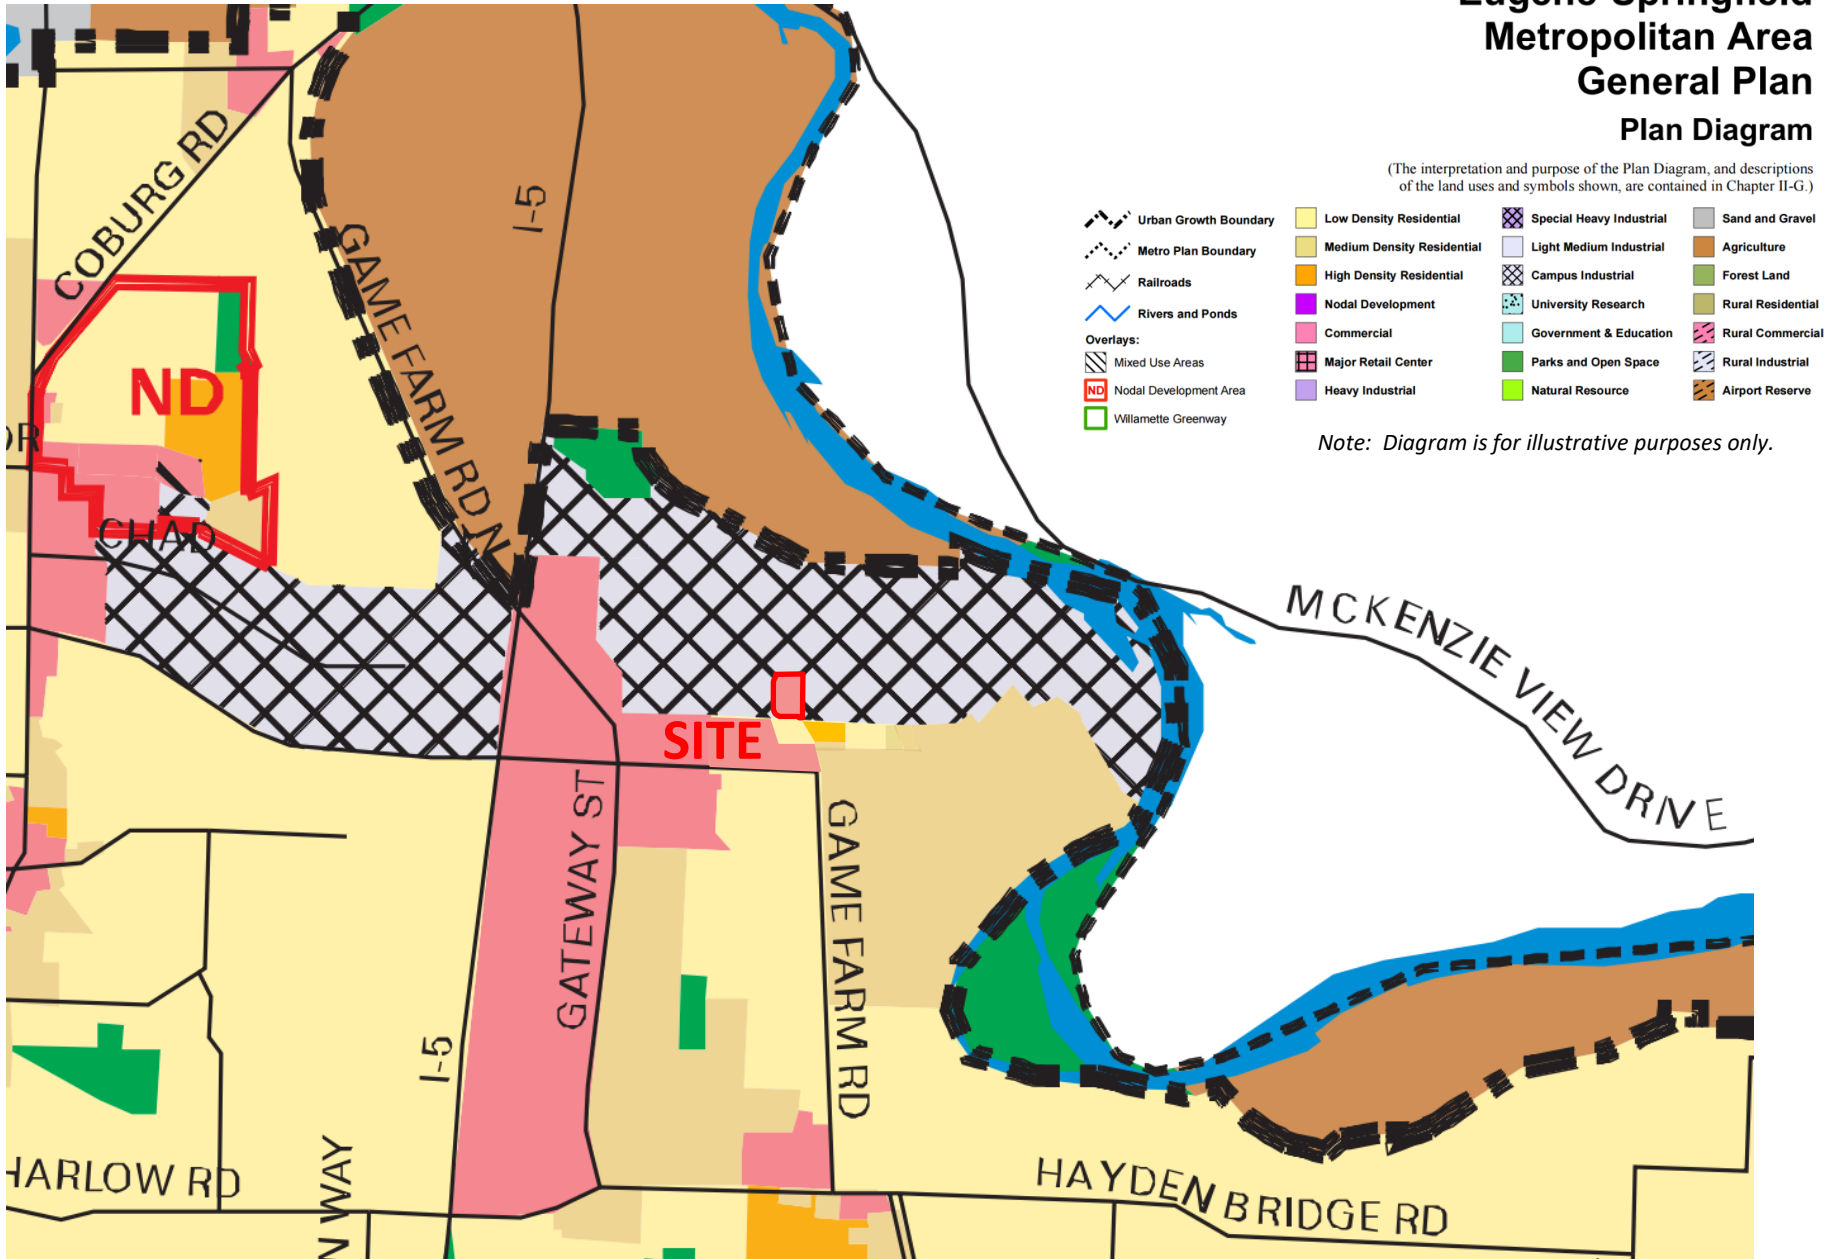 Eugene-Springfield
Metropolitan Area
General Plan
Plan Diagram
(The interpretation and purpose of the Plan Diagram, and descriptions
of the land uses and symbols shown, are contained in Chapter II-G.)
Urban Growth Boundary
Metro Plan Boundary
Railroads
Rivers and Ponds
Overlays:
Mixed Use Areas
ND Nodal Development Area
Willamette Greenway
Low Density Residential
Medium Density Residential
High Density Residential
Nodal Development
Commercial
Major Retail Center
Heavy Industrial
Special Heavy Industrial
Light Medium Industrial
Campus Industrial
University Research
Government & Education
Parks and Open Space
Natural Resource
Sand and Gravel
Agriculture
Forest Land
Rural Residential
Rural Commercial
Rural Industrial
Airport Reserve
Note: Diagram is for illustrative purposes only.
COBURG RD
I-5
GAME FARM RD N
ND
DR
CHAD
MCKENZIE VIEW DRIVE
SITE
GATEWAY ST
GAME FARM RD
I-5
HARLOW RD
N WAY
HAYDEN BRIDGE RD